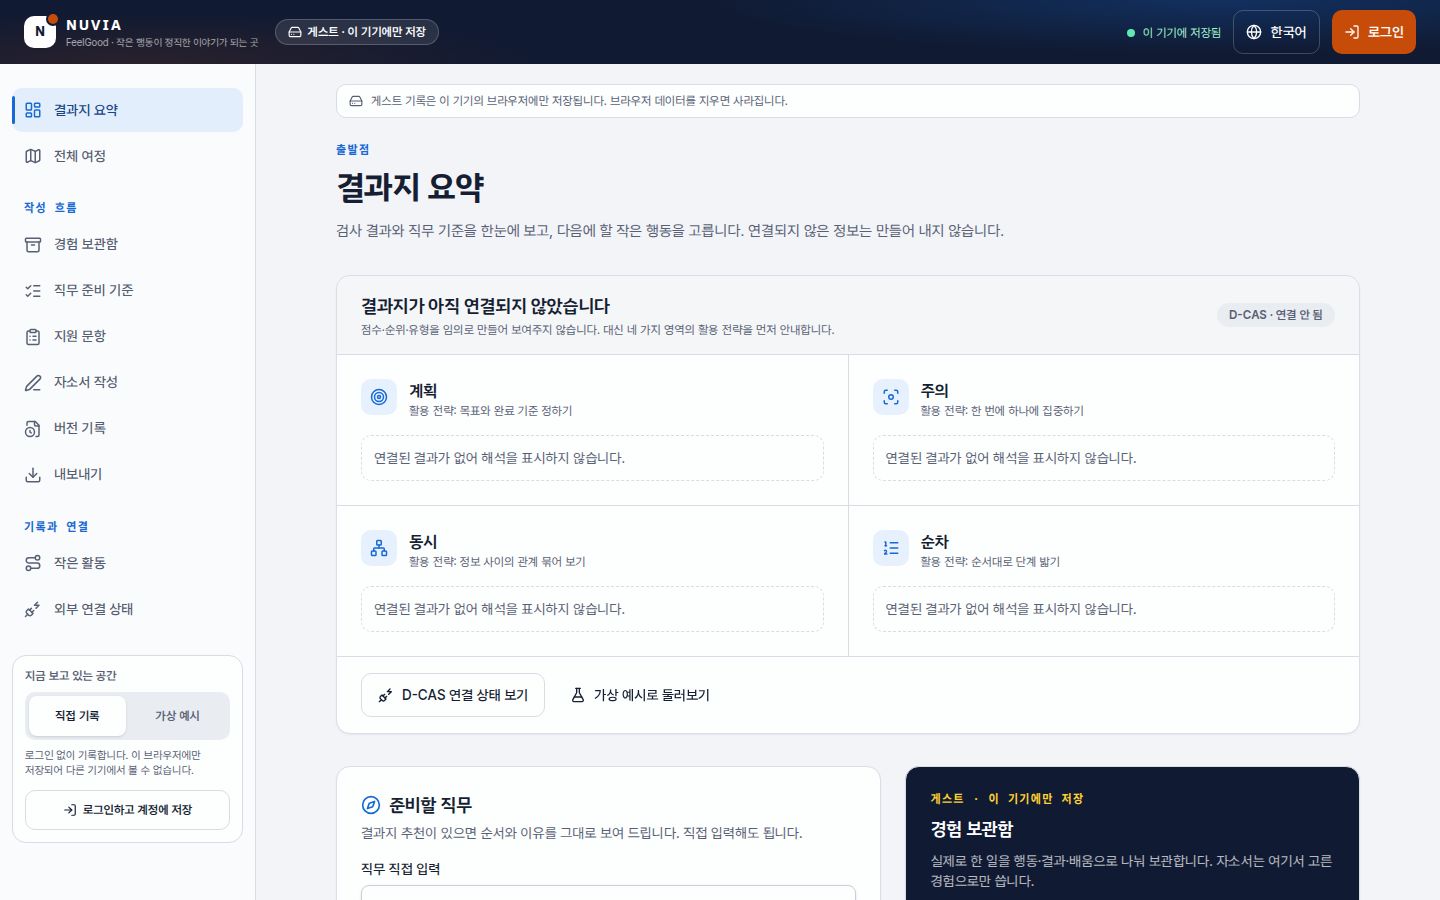 N
NUVIA
FeelGood · 작은 행동이 정직한 이야기가 되는 곳
게스트 · 이 기기에만 저장
이 기기에 저장됨
한국어
로그인
결과지 요약
전체 여정
작성 흐름
경험 보관함
직무 준비 기준
지원 문항
자소서 작성
버전 기록
내보내기
기록과 연결
작은 활동
외부 연결 상태
지금 보고 있는 공간
직접 기록
가상 예시
로그인 없이 기록합니다. 이 브라우저에만
저장되어 다른 기기에서 볼 수 없습니다.
로그인하고 계정에 저장
게스트 기록은 이 기기의 브라우저에만 저장됩니다. 브라우저 데이터를 지우면 사라집니다.
출발점
결과지 요약
검사 결과와 직무 기준을 한눈에 보고, 다음에 할 작은 행동을 고릅니다. 연결되지 않은 정보는 만들어 내지 않습니다.
결과지가 아직 연결되지 않았습니다
점수·순위·유형을 임의로 만들어 보여주지 않습니다. 대신 네 가지 영역의 활용 전략을 먼저 안내합니다.
D-CAS · 연결 안 됨
계획
활용 전략: 목표와 완료 기준 정하기
연결된 결과가 없어 해석을 표시하지 않습니다.
주의
활용 전략: 한 번에 하나에 집중하기
연결된 결과가 없어 해석을 표시하지 않습니다.
동시
활용 전략: 정보 사이의 관계 묶어 보기
연결된 결과가 없어 해석을 표시하지 않습니다.
순차
활용 전략: 순서대로 단계 밟기
연결된 결과가 없어 해석을 표시하지 않습니다.
D-CAS 연결 상태 보기
가상 예시로 둘러보기
준비할 직무
결과지 추천이 있으면 순서와 이유를 그대로 보여 드립니다. 직접 입력해도 됩니다.
직무 직접 입력
게스트 · 이 기기에만 저장
경험 보관함
실제로 한 일을 행동·결과·배움으로 나눠 보관합니다. 자소서는 여기서 고른
경험으로만 씁니다.